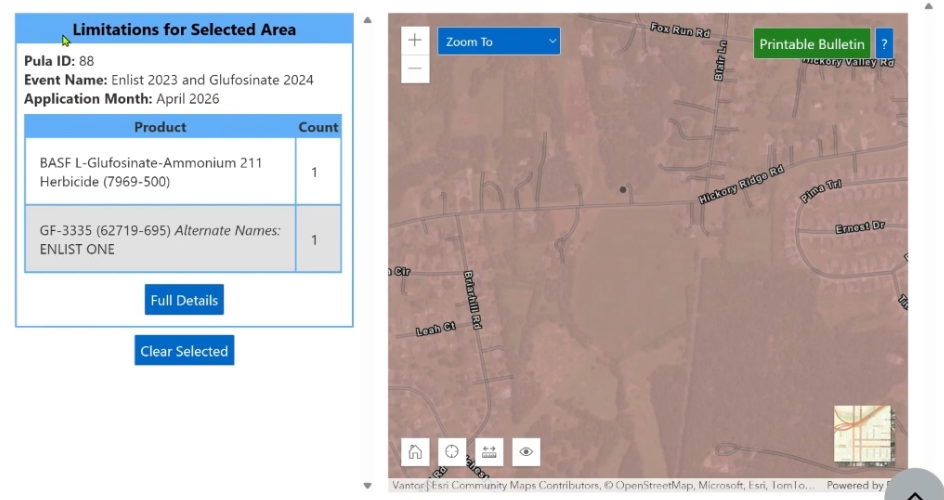 Limitations for Selected Area
Pula ID: 88
Event Name: Enlist 2023 and Glufosinate 2024
Application Month: April 2026
Product Count
BASF L-Glufosinate-Ammonium 211
Herbicide (7969-500)
1
GF-3335 (62719-695) Alternate Names:
ENLIST ONE
1
Full Details
Clear Selected
+
−
Zoom To
Printable Bulletin
?
Fox Run Rd
Blair Ln
Hickory Valley Rd
Hickory Ridge Rd
Pima Trl
Ernest Dr
Cir
Briarhill Rd
Leah Ct
Rd
Vantor, Esri Community Maps Contributors, © OpenStreetMap, Microsoft, Esri, TomTo...
Powered by